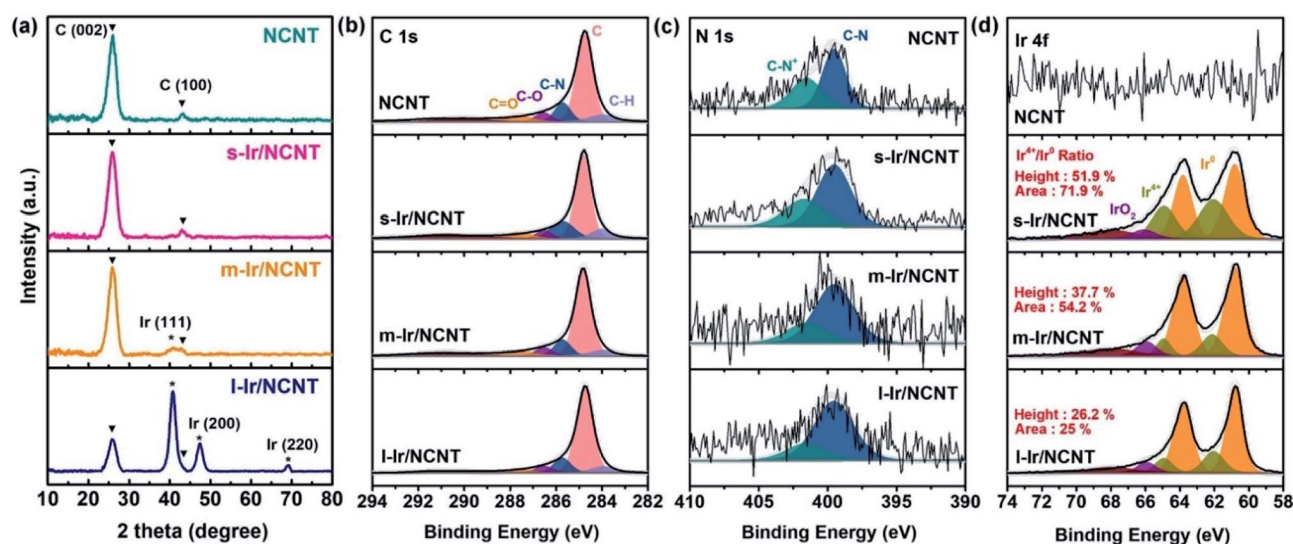 (a)
C (002)
NCNT
C (100)
s-Ir/NCNT
m-Ir/NCNT
Ir (111)
*
l-Ir/NCNT
*
Ir (200)
*
Ir (220)
*
Intensity (a.u.)
10 20 30 40 50 60 70 80
2 theta (degree)
(b)
C 1s
C
C-N
C-O
C=O
C-H
NCNT
s-Ir/NCNT
m-Ir/NCNT
l-Ir/NCNT
294 292 290 288 286 284 282
Binding Energy (eV)
(c)
N 1s
C-N
NCNT
C-N⁺
s-Ir/NCNT
m-Ir/NCNT
l-Ir/NCNT
410 405 400 395 390
Binding Energy (eV)
(d)
Ir 4f
NCNT
Ir⁴⁺/Ir⁰ Ratio
Height : 51.9 %
Area : 71.9 %
Ir⁰
Ir⁴⁺
IrO₂
s-Ir/NCNT
Height : 37.7 %
Area : 54.2 %
m-Ir/NCNT
Height : 26.2 %
Area : 25 %
l-Ir/NCNT
74 72 70 68 66 64 62 60 58
Binding Energy (eV)